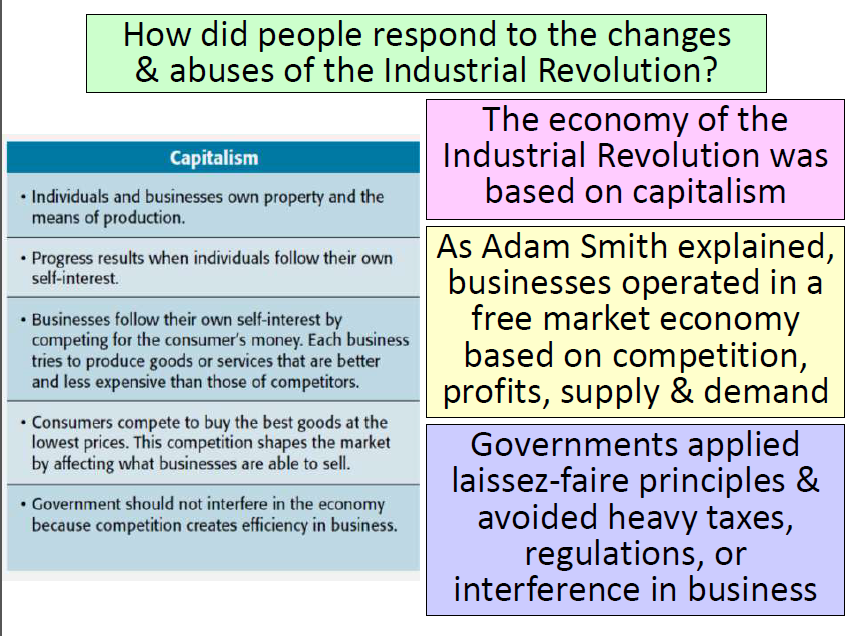 How did people respond to the changes
& abuses of the Industrial Revolution?
Capitalism
• Individuals and businesses own property and the
means of production.
• Progress results when individuals follow their own
self-interest.
• Businesses follow their own self-interest by
competing for the consumer's money. Each business
tries to produce goods or services that are better
and less expensive than those of competitors.
• Consumers compete to buy the best goods at the
lowest prices. This competition shapes the market
by affecting what businesses are able to sell.
• Government should not interfere in the economy
because competition creates efficiency in business.
The economy of the
Industrial Revolution was
based on capitalism
As Adam Smith explained,
businesses operated in a
free market economy
based on competition,
profits, supply & demand
Governments applied
laissez-faire principles &
avoided heavy taxes,
regulations, or
interference in business